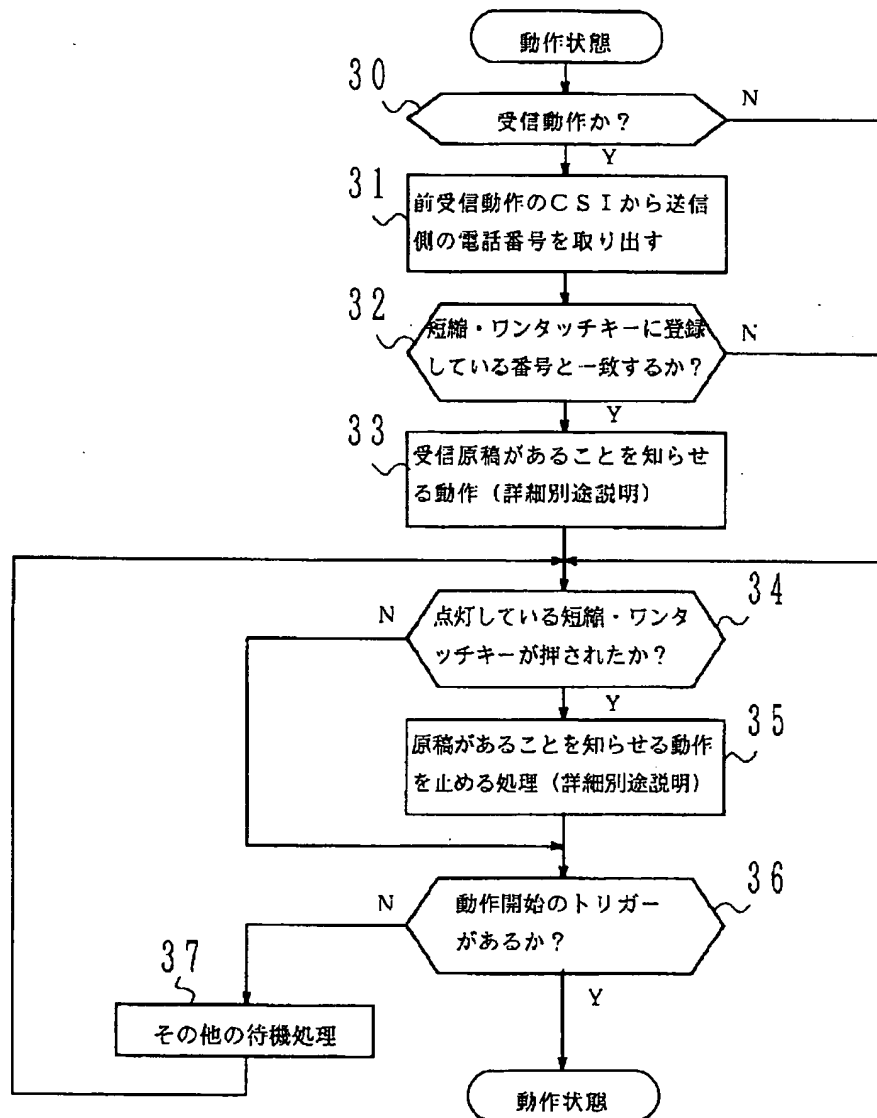 動作状態
30
受信動作か?
N
Y
31
前受信動作のCSIから送信
側の電話番号を取り出す
32
短縮・ワンタッチキーに登録
している番号と一致するか?
N
Y
33
受信原稿があることを知らせ
る動作(詳細別途説明)
34
点灯している短縮・ワンタ
ッチキーが押されたか?
N
Y
35
原稿があることを知らせる動作
を止める処理(詳細別途説明)
36
動作開始のトリガー
があるか?
N
Y
37
その他の待機処理
動作状態